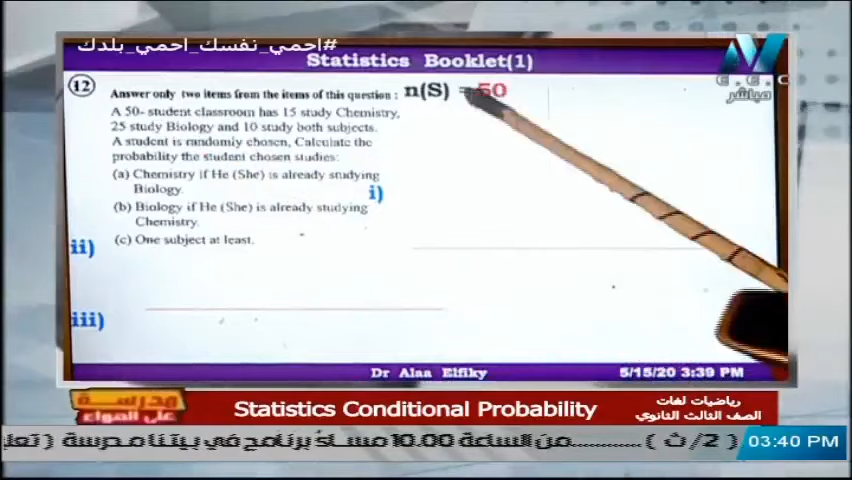 #احمي_نفسك_احمي_بلدك
Statistics Booklet(1)
E.E.C
مباشر
12
Answer only two items from the items of this question :
n(S) = 50
A 50- student classroom has 15 study Chemistry,
25 study Biology and 10 study both subjects.
A student is randomly chosen, Calculate the
probability the student chosen studies:
(a) Chemistry if He (She) is already studying
Biology.
i)
(b) Biology if He (She) is already studying
Chemistry.
ii)
(c) One subject at least.
iii)
Dr Alaa Elfiky
5/15/20 3:39 PM
مدرسة
على الهواء
Statistics Conditional Probability
رياضيات لغات
الصف الثالث الثانوي
من الساعة 10.00 مساءً برنامج في بيتنا مدرسة ( تعلي
( 2/ث ) ......................
03:40 PM